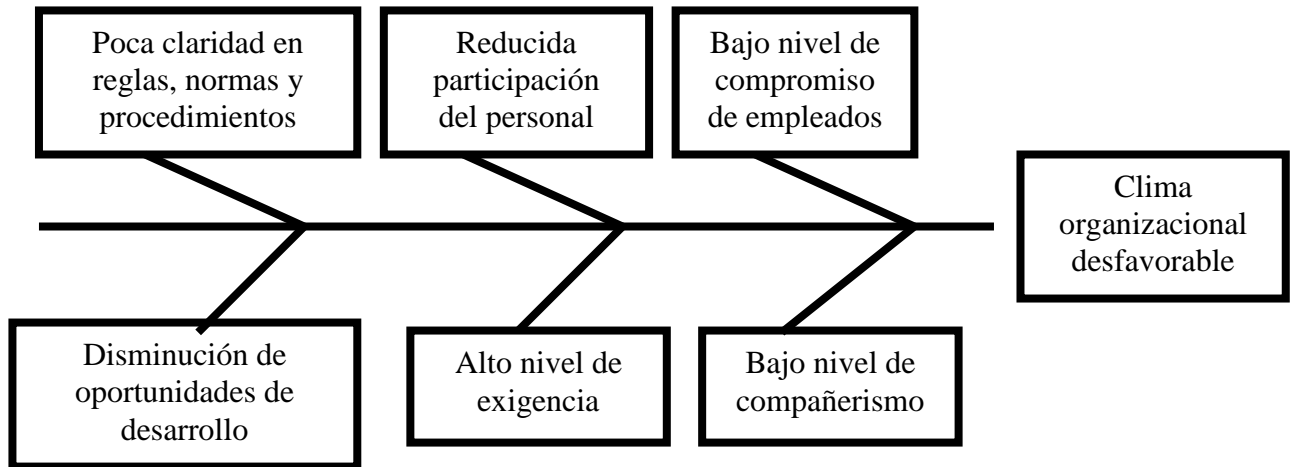 Poca claridad en
reglas, normas y
procedimientos
Reducida
participación
del personal
Bajo nivel de
compromiso
de empleados
Clima
organizacional
desfavorable
Disminución de
oportunidades de
desarrollo
Alto nivel de
exigencia
Bajo nivel de
compañerismo